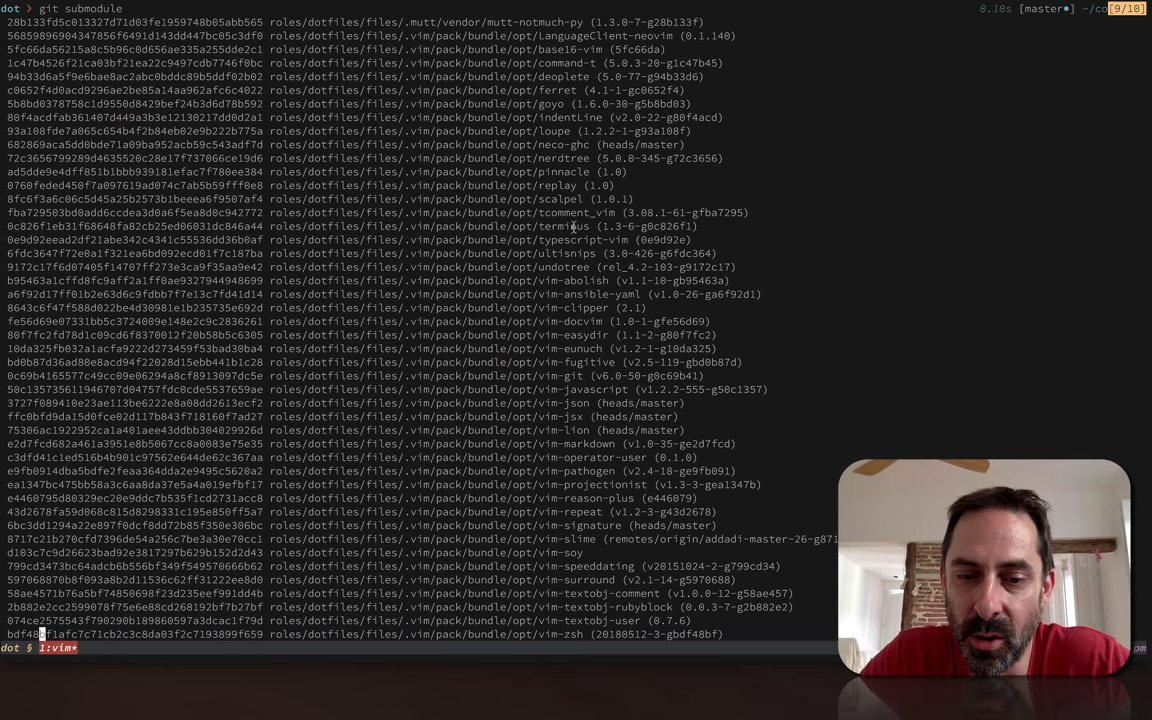 dot ❯ git submodule 0.10s [master●] ~/co[9/10]
28b133fd5c013327d71d03fe1959748b05abb565 roles/dotfiles/files/.mutt/vendor/mutt-notmuch-py (1.3.0-7-g28b133f)
56859896904347856f6491d143dd447bc05c3df0 roles/dotfiles/files/.vim/pack/bundle/opt/LanguageClient-neovim (0.1.140)
5fc66da56215a8c5b96c0d656ae335a255dde2c1 roles/dotfiles/files/.vim/pack/bundle/opt/base16-vim (5fc66da)
1c47b4526f21ca03bf21ea22c9497cdb7746f0bc roles/dotfiles/files/.vim/pack/bundle/opt/command-t (5.0.3-20-g1c47b45)
94b33d6a5f9e6bae8ac2abc0bddc89b5ddf02b02 roles/dotfiles/files/.vim/pack/bundle/opt/deoplete (5.0-77-g94b33d6)
c0652f4d0acd9296ae2be85a14aa962afc6c4022 roles/dotfiles/files/.vim/pack/bundle/opt/ferret (4.1-1-gc0652f4)
5b8bd0378758c1d9550d8429bef24b3d6d78b592 roles/dotfiles/files/.vim/pack/bundle/opt/goyo (1.6.0-30-g5b8bd03)
80f4acdfab361407d449a3b3e12130217dd0d2a1 roles/dotfiles/files/.vim/pack/bundle/opt/indentLine (v2.0-22-g80f4acd)
93a108fde7a065c654b4f2b84eb02e9b222b775a roles/dotfiles/files/.vim/pack/bundle/opt/loupe (1.2.2-1-g93a108f)
682869aca5dd0bde71a09ba952acb59c543adf7d roles/dotfiles/files/.vim/pack/bundle/opt/neco-ghc (heads/master)
72c3656799289d4635520c28e17f737066ce19d6 roles/dotfiles/files/.vim/pack/bundle/opt/nerdtree (5.0.0-345-g72c3656)
ad5dde9e4dff851b1bbb939181efac7f780ee384 roles/dotfiles/files/.vim/pack/bundle/opt/pinnacle (1.0)
0760feded450f7a097619ad074c7ab5b59fff0e8 roles/dotfiles/files/.vim/pack/bundle/opt/replay (1.0)
8fc6f3a6c06c5d45a25b2573b1beeea6f9507af4 roles/dotfiles/files/.vim/pack/bundle/opt/scalpel (1.0.1)
fba729503bd0add6ccdea3d0a6f5ea8d0c942772 roles/dotfiles/files/.vim/pack/bundle/opt/tcomment_vim (3.08.1-61-gfba7295)
0c826f1eb31f68648fa82cb25ed06031dc846a44 roles/dotfiles/files/.vim/pack/bundle/opt/terminus (1.3-6-g0c826f1)
0e9d92eead2df21abe342c4341c55536dd36b0af roles/dotfiles/files/.vim/pack/bundle/opt/typescript-vim (0e9d92e)
6fdc3647f72e0a1f321ea6bd092ecd01f7c187ba roles/dotfiles/files/.vim/pack/bundle/opt/ultisnips (3.0-426-g6fdc364)
9172c17f6d07405f14707ff273e3ca9f35aa9e42 roles/dotfiles/files/.vim/pack/bundle/opt/undotree (rel_4.2-103-g9172c17)
b95463a1cffd8fc9aff2a1ff0ae9327944948699 roles/dotfiles/files/.vim/pack/bundle/opt/vim-abolish (v1.1-10-gb95463a)
a6f92d17ff01b2e63d6c9fdbb7f7e13c7fd41d14 roles/dotfiles/files/.vim/pack/bundle/opt/vim-ansible-yaml (v1.0-26-ga6f92d1)
8643c6f47f588d022be4d30981e1b235735e692d roles/dotfiles/files/.vim/pack/bundle/opt/vim-clipper (2.1)
fe56d69e07331bb5c3724009e148e2c9c2836261 roles/dotfiles/files/.vim/pack/bundle/opt/vim-docvim (1.0-1-gfe56d69)
80f7fc2fd78d1c09cd6f8370012f20b58b5c6305 roles/dotfiles/files/.vim/pack/bundle/opt/vim-easydir (1.1-2-g80f7fc2)
10da325fb032a1acfa9222d273459f53bad30ba4 roles/dotfiles/files/.vim/pack/bundle/opt/vim-eunuch (v1.2-1-g10da325)
bd0b87d36ad80e8acd94f22028d15ebb441b1c28 roles/dotfiles/files/.vim/pack/bundle/opt/vim-fugitive (v2.5-119-gbd0b87d)
0c69b4165577c49cc09e06294a8cf8913097dc5e roles/dotfiles/files/.vim/pack/bundle/opt/vim-git (v6.0-50-g0c69b41)
50c135735611946707d04757fdc0cde5537659ae roles/dotfiles/files/.vim/pack/bundle/opt/vim-javascript (v1.2.2-555-g50c1357)
3727f089410e23ae113be6222e8a08dd2613ecf2 roles/dotfiles/files/.vim/pack/bundle/opt/vim-json (heads/master)
ffc0bfd9da15d0fce02d117b843f718160f7ad27 roles/dotfiles/files/.vim/pack/bundle/opt/vim-jsx (heads/master)
75306ac1922952ca1a401aee43ddbb304029926d roles/dotfiles/files/.vim/pack/bundle/opt/vim-lion (heads/master)
e2d7fcd682a461a3951e8b5067cc8a0083e75e35 roles/dotfiles/files/.vim/pack/bundle/opt/vim-markdown (v1.0-35-ge2d7fcd)
c3dfd41c1ed516b4b901c97562e644de62c367aa roles/dotfiles/files/.vim/pack/bundle/opt/vim-operator-user (0.1.0)
e9fb0914dba5bdfe2feaa364dda2e9495c5620a2 roles/dotfiles/files/.vim/pack/bundle/opt/vim-pathogen (v2.4-18-ge9fb091)
ea1347bc475bb58a3c6aa8da37e5a4a019efbf17 roles/dotfiles/files/.vim/pack/bundle/opt/vim-projectionist (v1.3-3-gea1347b)
e4460795d80329ec20e9ddc7b535f1cd2731acc8 roles/dotfiles/files/.vim/pack/bundle/opt/vim-reason-plus (e446079)
43d2678fa59d068c815d8298331c195e850ff5a7 roles/dotfiles/files/.vim/pack/bundle/opt/vim-repeat (v1.2-3-g43d2678)
6bc3dd1294a22e897f0dcf8dd72b85f350e306bc roles/dotfiles/files/.vim/pack/bundle/opt/vim-signature (heads/master)
8717c21b270cfd7396de54a256c7be3a30e70cc1 roles/dotfiles/files/.vim/pack/bundle/opt/vim-slime (remotes/origin/addadi-master-26-g871
d103c7c9d26623bad92e3817297b629b152d2d43 roles/dotfiles/files/.vim/pack/bundle/opt/vim-soy
799cd3473bc64adcb6b556bf349f549570666b62 roles/dotfiles/files/.vim/pack/bundle/opt/vim-speeddating (v20151024-2-g799cd34)
597068870b8f093a8b2d11536c62ff31222ee8d0 roles/dotfiles/files/.vim/pack/bundle/opt/vim-surround (v2.1-14-g5970688)
58ae4571b76a5bf74850698f23d235eef991dd4b roles/dotfiles/files/.vim/pack/bundle/opt/vim-textobj-comment (v1.0.0-12-g58ae457)
2b882e2cc2599078f75e6e88cd268192bf7b27bf roles/dotfiles/files/.vim/pack/bundle/opt/vim-textobj-rubyblock (0.0.3-7-g2b882e2)
074ce2575543f790290b189860597a3dcac1f79d roles/dotfiles/files/.vim/pack/bundle/opt/vim-textobj-user (0.7.6)
bdf48bf1afc7c71cb2c3c8da03f2c7193899f659 roles/dotfiles/files/.vim/pack/bundle/opt/vim-zsh (20180512-3-gbdf48bf)
dot § 1:vim* pm